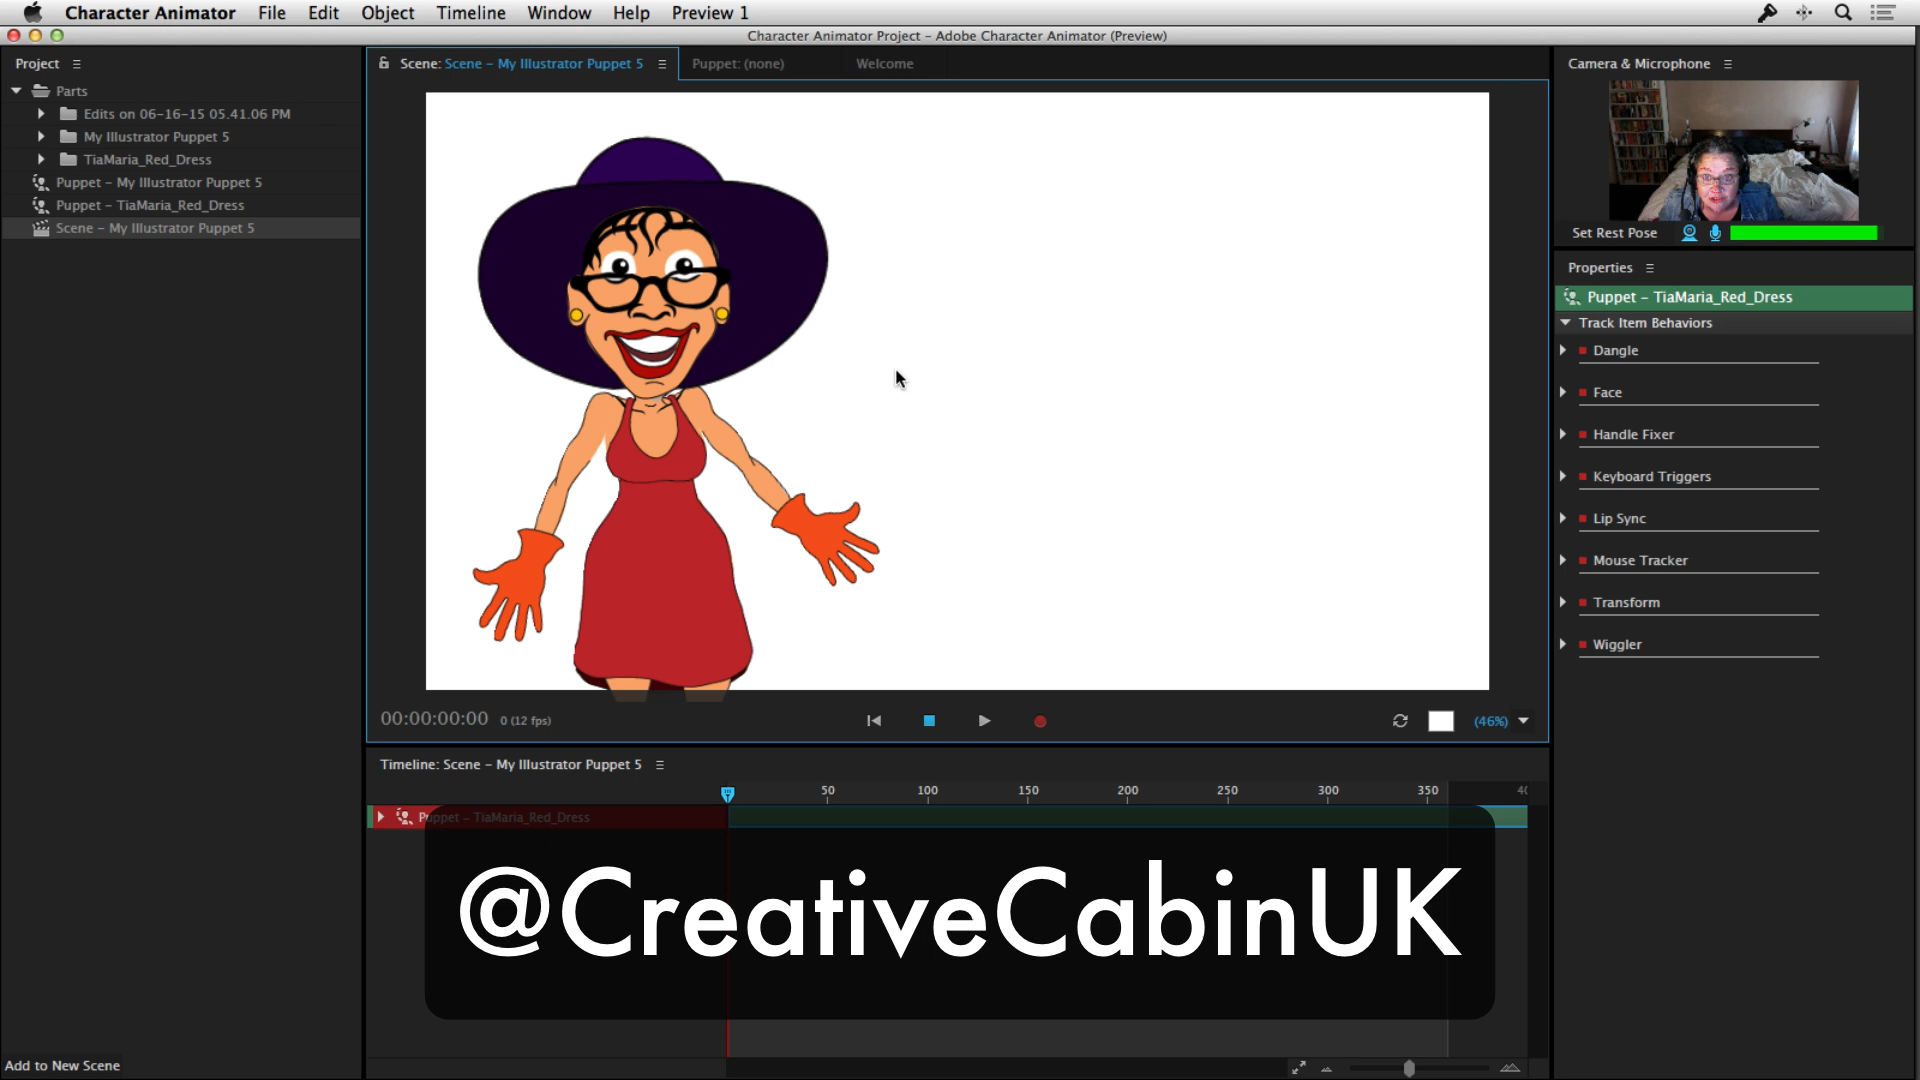 Character Animator File Edit Object Timeline Window Help Preview 1
Character Animator Project - Adobe Character Animator (Preview)
Project
Parts
Edits on 06-16-15 05.41.06 PM
My Illustrator Puppet 5
TiaMaria_Red_Dress
Puppet - My Illustrator Puppet 5
Puppet - TiaMaria_Red_Dress
Scene - My Illustrator Puppet 5
Add to New Scene
Scene: Scene - My Illustrator Puppet 5 Puppet: (none) Welcome
00:00:00:00 0 (12 fps) (46%)
Timeline: Scene - My Illustrator Puppet 5
50 100 150 200 250 300 350
Puppet - TiaMaria_Red_Dress
@CreativeCabinUK
Camera & Microphone
Set Rest Pose
Properties
Puppet - TiaMaria_Red_Dress
Track Item Behaviors
Dangle
Face
Handle Fixer
Keyboard Triggers
Lip Sync
Mouse Tracker
Transform
Wiggler